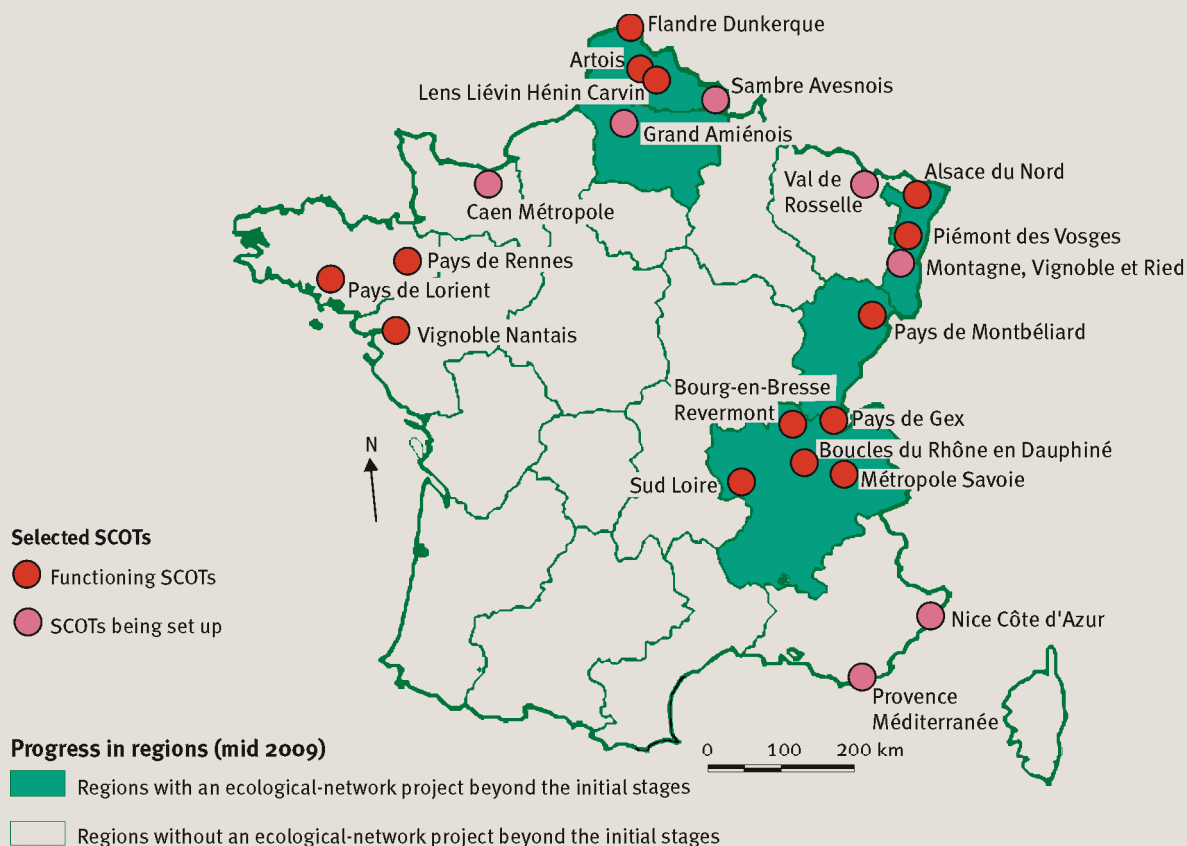 Flandre Dunkerque
Artois
Lens Liévin Hénin Carvin
Sambre Avesnois
Grand Amiénois
Val de
Rosselle
Alsace du Nord
Caen Métropole
Piémont des Vosges
Pays de Rennes
Montagne, Vignoble et Ried
Pays de Lorient
Vignoble Nantais
Pays de Montbéliard
Bourg-en-Bresse
Revermont
Pays de Gex
N
Boucles du Rhône en Dauphiné
Sud Loire
Métropole Savoie
Selected SCOTs
Functioning SCOTs
SCOTs being set up
Nice Côte d'Azur
Provence
Méditerranée
Progress in regions (mid 2009)
0 100 200 km
Regions with an ecological-network project beyond the initial stages
Regions without an ecological-network project beyond the initial stages